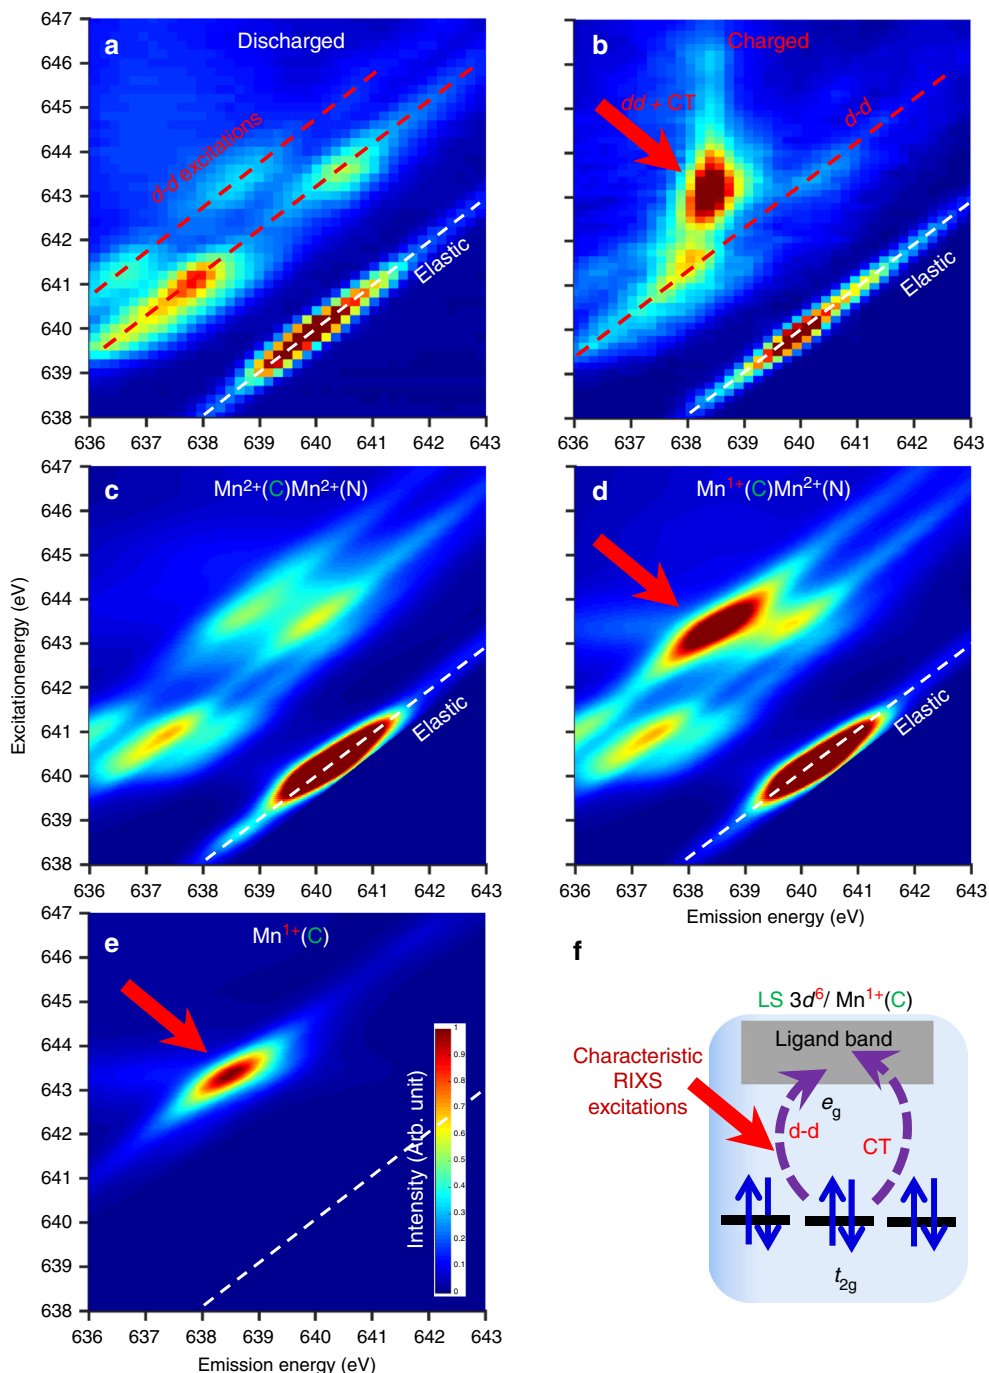 a
Discharged
d-d excitations
Elastic
647
646
645
644
643
642
641
640
639
638
636 637 638 639 640 641 642 643
b
Charged
dd + CT
d-d
Elastic
636 637 638 639 640 641 642 643
c
Mn²⁺(C)Mn²⁺(N)
Elastic
647
646
645
644
643
642
641
640
639
638
636 637 638 639 640 641 642 643
Excitationenergy (eV)
d
Mn¹⁺(C)Mn²⁺(N)
Elastic
636 637 638 639 640 641 642 643
Emission energy (eV)
e
Mn¹⁺(C)
647
646
645
644
643
642
641
640
639
638
636 637 638 639 640 641 642 643
Emission energy (eV)
Intensity (Arb. unit)
1
0.9
0.8
0.7
0.6
0.5
0.4
0.3
0.2
0.1
0
f
LS 3d⁶/ Mn¹⁺(C)
Ligand band
Characteristic
RIXS
excitations
e_g
d-d
CT
t_2g